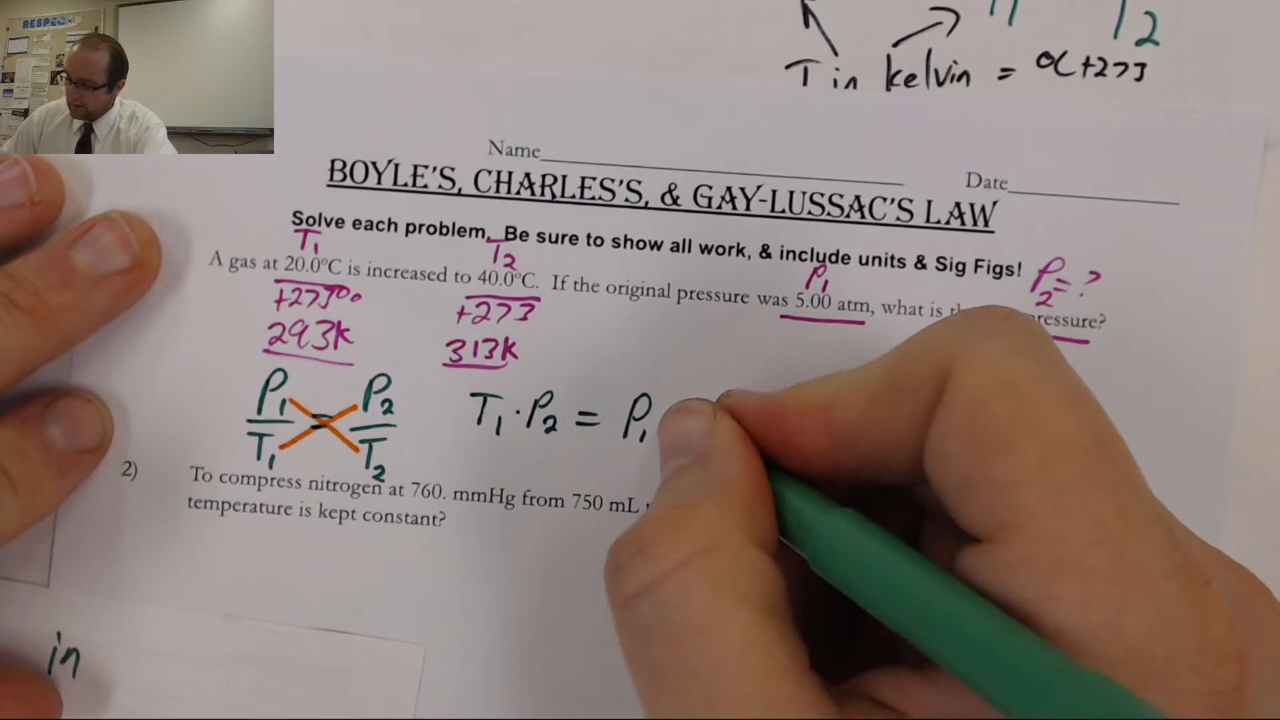 RESPECT
T in kelvin = °C+273
T2
Name
Date
BOYLE'S, CHARLES'S, & GAY-LUSSAC'S LAW
Solve each problem, Be sure to show all work, & include units & Sig Figs!
T1 T2 P1 P2=?
A gas at 20.0°C is increased to 40.0°C. If the original pressure was 5.00 atm, what is
+273 +273
293K 313K
P1/T1 = P2/T2
T1·P2 = P1
2) To compress nitrogen at 760. mmHg from 750 mL
temperature is kept constant?
in